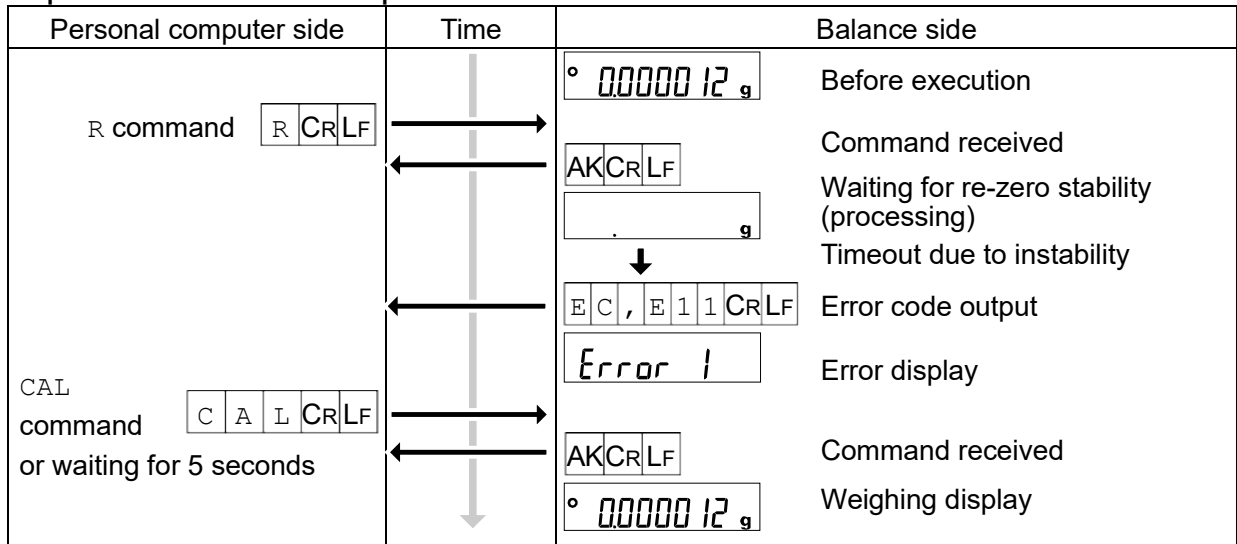 Personal computer side Time Balance side
° 0.000012 g Before execution
R command R CR LF
Command received
AK CR LF
Waiting for re-zero stability
(processing)
. g
Timeout due to instability
E C , E 1 1 CR LF Error code output
Error 1 Error display
CAL
command C A L CR LF
or waiting for 5 seconds
AK CR LF Command received
° 0.000012 g Weighing display